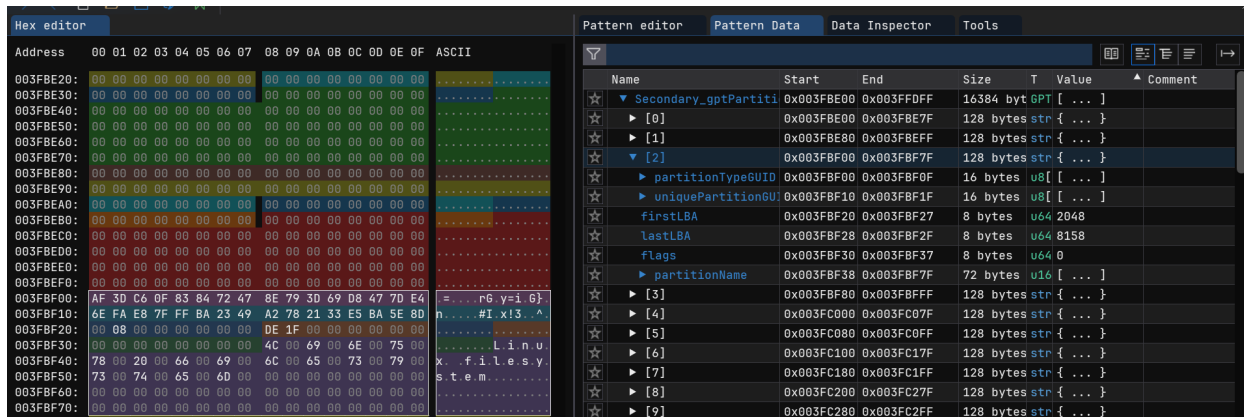 Hex editor
Pattern editor Pattern Data Data Inspector Tools
Address 00 01 02 03 04 05 06 07 08 09 0A 0B 0C 0D 0E 0F ASCII
003FBE20: 00 00 00 00 00 00 00 00 00 00 00 00 00 00 00 00 ................
003FBE30: 00 00 00 00 00 00 00 00 00 00 00 00 00 00 00 00 ................
003FBE40: 00 00 00 00 00 00 00 00 00 00 00 00 00 00 00 00 ................
003FBE50: 00 00 00 00 00 00 00 00 00 00 00 00 00 00 00 00 ................
003FBE60: 00 00 00 00 00 00 00 00 00 00 00 00 00 00 00 00 ................
003FBE70: 00 00 00 00 00 00 00 00 00 00 00 00 00 00 00 00 ................
003FBE80: 00 00 00 00 00 00 00 00 00 00 00 00 00 00 00 00 ................
003FBE90: 00 00 00 00 00 00 00 00 00 00 00 00 00 00 00 00 ................
003FBEA0: 00 00 00 00 00 00 00 00 00 00 00 00 00 00 00 00 ................
003FBEB0: 00 00 00 00 00 00 00 00 00 00 00 00 00 00 00 00 ................
003FBEC0: 00 00 00 00 00 00 00 00 00 00 00 00 00 00 00 00 ................
003FBED0: 00 00 00 00 00 00 00 00 00 00 00 00 00 00 00 00 ................
003FBEE0: 00 00 00 00 00 00 00 00 00 00 00 00 00 00 00 00 ................
003FBEF0: 00 00 00 00 00 00 00 00 00 00 00 00 00 00 00 00 ................
003FBF00: AF 3D C6 0F 83 84 72 47 8E 79 3D 69 D8 47 7D E4 .=....rG.y=i.G}.
003FBF10: 6E FA E8 7F FF BA 23 49 A2 78 21 33 E5 BA 5E 8D n.....#I.x!3..^.
003FBF20: 00 08 00 00 00 00 00 00 DE 1F 00 00 00 00 00 00 ................
003FBF30: 00 00 00 00 00 00 00 00 4C 00 69 00 6E 00 75 00 ........L.i.n.u.
003FBF40: 78 00 20 00 66 00 69 00 6C 00 65 00 73 00 79 00 x. .f.i.l.e.s.y.
003FBF50: 73 00 74 00 65 00 6D 00 00 00 00 00 00 00 00 00 s.t.e.m.........
003FBF60: 00 00 00 00 00 00 00 00 00 00 00 00 00 00 00 00 ................
003FBF70: 00 00 00 00 00 00 00 00 00 00 00 00 00 00 00 00 ................
Name Start End Size T Value Comment
Secondary_gptPartiti 0x003FBE00 0x003FFDFF 16384 byt GPT [ ... ]
[0] 0x003FBE00 0x003FBE7F 128 bytes str { ... }
[1] 0x003FBE80 0x003FBEFF 128 bytes str { ... }
[2] 0x003FBF00 0x003FBF7F 128 bytes str { ... }
partitionTypeGUID 0x003FBF00 0x003FBF0F 16 bytes u8[ [ ... ]
uniquePartitionGUI 0x003FBF10 0x003FBF1F 16 bytes u8[ [ ... ]
firstLBA 0x003FBF20 0x003FBF27 8 bytes u64 2048
lastLBA 0x003FBF28 0x003FBF2F 8 bytes u64 8158
flags 0x003FBF30 0x003FBF37 8 bytes u64 0
partitionName 0x003FBF38 0x003FBF7F 72 bytes u16 [ ... ]
[3] 0x003FBF80 0x003FBFFF 128 bytes str { ... }
[4] 0x003FC000 0x003FC07F 128 bytes str { ... }
[5] 0x003FC080 0x003FC0FF 128 bytes str { ... }
[6] 0x003FC100 0x003FC17F 128 bytes str { ... }
[7] 0x003FC180 0x003FC1FF 128 bytes str { ... }
[8] 0x003FC200 0x003FC27F 128 bytes str { ... }
[9] 0x003FC280 0x003FC2FF 128 bytes str { ... }